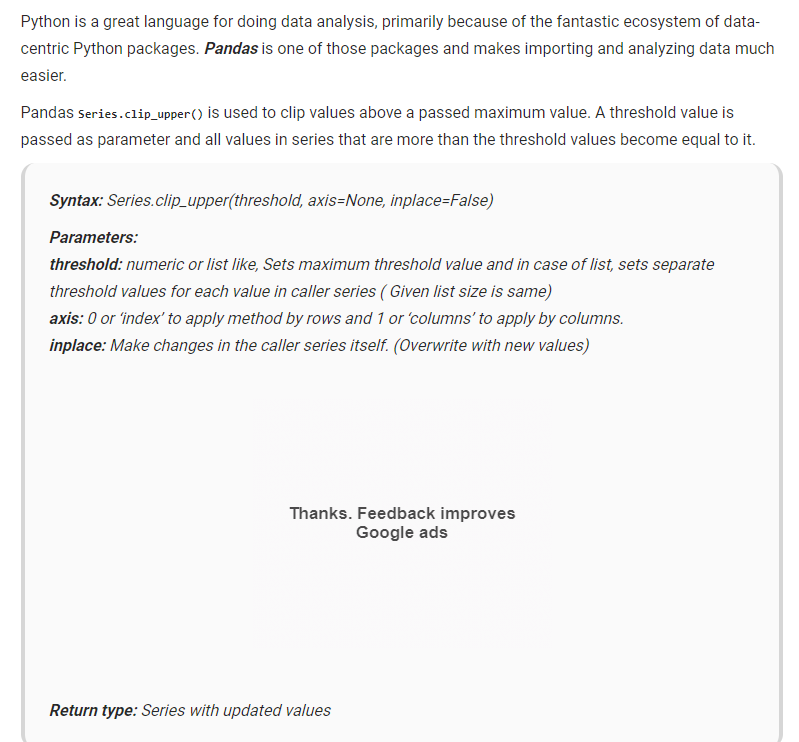 Python is a great language for doing data analysis, primarily because of the fantastic ecosystem of data-
centric Python packages. Pandas is one of those packages and makes importing and analyzing data much
easier.
Pandas Series.clip_upper() is used to clip values above a passed maximum value. A threshold value is
passed as parameter and all values in series that are more than the threshold values become equal to it.
Syntax: Series.clip_upper(threshold, axis=None, inplace=False)
Parameters:
threshold: numeric or list like, Sets maximum threshold value and in case of list, sets separate
threshold values for each value in caller series ( Given list size is same)
axis: 0 or ‘index’ to apply method by rows and 1 or ‘columns’ to apply by columns.
inplace: Make changes in the caller series itself. (Overwrite with new values)
Thanks. Feedback improves
Google ads
Return type: Series with updated values